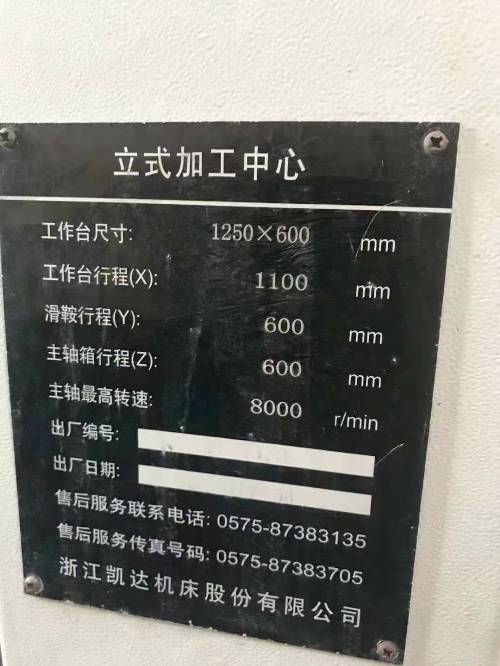 立式加工中心
工作台尺寸: 1250×600 mm
工作台行程(X): 1100 mm
滑鞍行程(Y): 600 mm
主轴箱行程(Z): 600 mm
主轴最高转速: 8000 r/min
出厂编号:
出厂日期:
售后服务联系电话: 0575-87383135
售后服务传真号码: 0575-87383705
浙江凯达机床股份有限公司